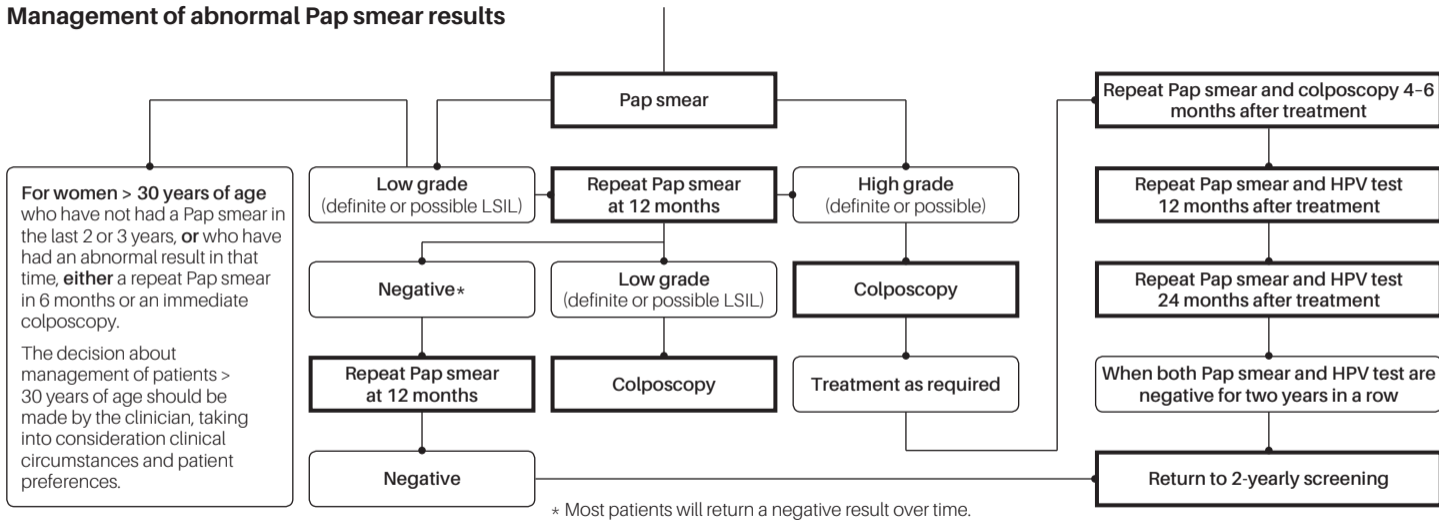 Management of abnormal Pap smear results
Pap smear
For women > 30 years of age
who have not had a Pap smear in
the last 2 or 3 years, or who have
had an abnormal result in that
time, either a repeat Pap smear
in 6 months or an immediate
colposcopy.
The decision about
management of patients >
30 years of age should be
made by the clinician, taking
into consideration clinical
circumstances and patient
preferences.
Low grade
(definite or possible LSIL)
Repeat Pap smear
at 12 months
High grade
(definite or possible)
Negative*
Low grade
(definite or possible LSIL)
Colposcopy
Repeat Pap smear
at 12 months
Colposcopy
Treatment as required
Negative
Repeat Pap smear and colposcopy 4–6
months after treatment
Repeat Pap smear and HPV test
12 months after treatment
Repeat Pap smear and HPV test
24 months after treatment
When both Pap smear and HPV test are
negative for two years in a row
Return to 2-yearly screening
* Most patients will return a negative result over time.